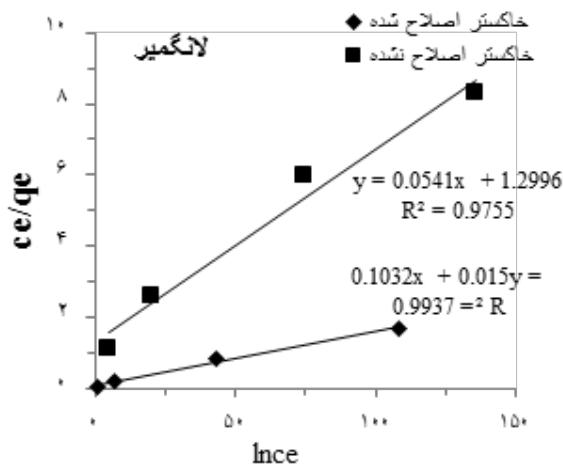 ۱۰
۸
۶
۴
۲
۰
ce/qe
لانگمیر
خاکستر اصلاح شده
خاکستر اصلاح نشده
y = 0.0541x + 1.2996
R² = 0.9755
0.1032x + 0.015y =
0.9937 =² R
۰ ۵۰ ۱۰۰ ۱۵۰
lnce